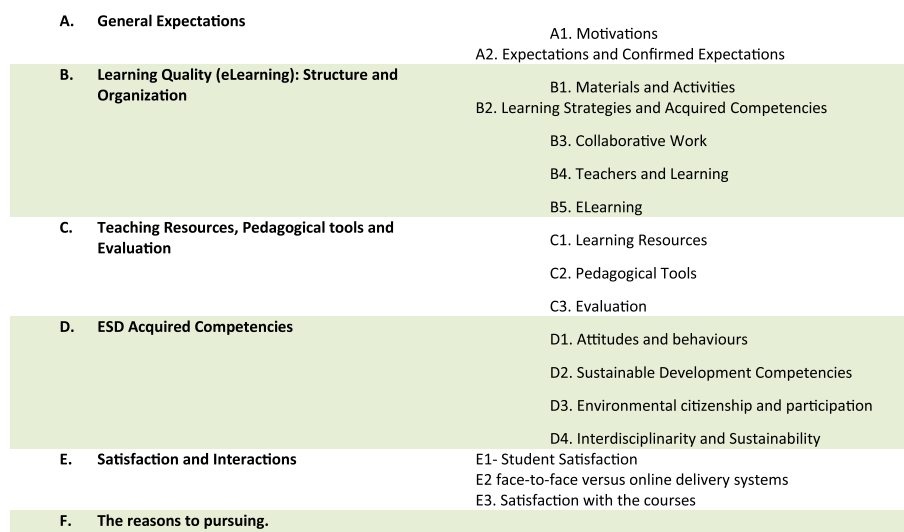 A. General Expectations
A1. Motivations
A2. Expectations and Confirmed Expectations
B. Learning Quality (eLearning): Structure and
Organization
B1. Materials and Activities
B2. Learning Strategies and Acquired Competencies
B3. Collaborative Work
B4. Teachers and Learning
B5. ELearning
C. Teaching Resources, Pedagogical tools and
Evaluation
C1. Learning Resources
C2. Pedagogical Tools
C3. Evaluation
D. ESD Acquired Competencies
D1. Attitudes and behaviours
D2. Sustainable Development Competencies
D3. Environmental citizenship and participation
D4. Interdisciplinarity and Sustainability
E. Satisfaction and Interactions
E1- Student Satisfaction
E2 face-to-face versus online delivery systems
E3. Satisfaction with the courses
F. The reasons to pursuing.